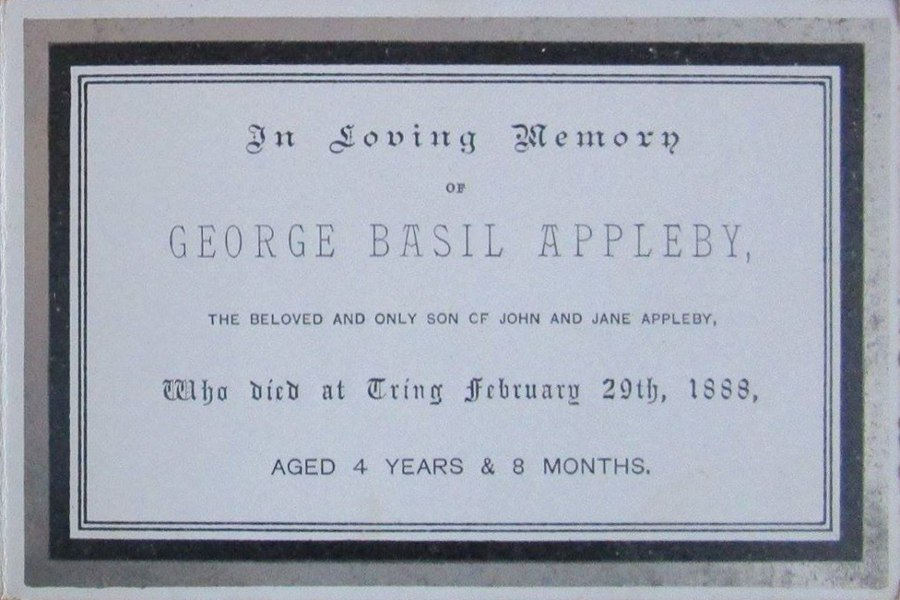 In Loving Memory
OF
GEORGE BASIL APPLEBY,
THE BELOVED AND ONLY SON OF JOHN AND JANE APPLEBY,
Who died at Tring February 29th, 1888,
AGED 4 YEARS & 8 MONTHS.